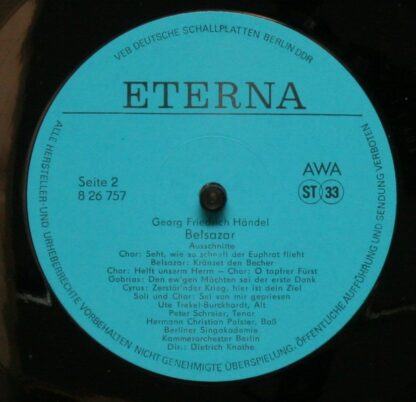 VEB DEUTSCHE SCHALLPLATTEN BERLIN DDR
ETERNA
ALLE HERSTELLER- UND URHEBERRECHTE VORBEHALTEN NICHT GENEHMIGTE ÜBERSPIELUNG, ÖFFENTLICHE AUFFÜHRUNG UND SENDUNG VERBOTEN
Seite 2
8 26 757
AWA
ST 33
Georg Friedrich Händel
Belsazar
Ausschnitte
Chor: Seht, wie so schnell der Euphrat flieht
Belsazar: Kränzet den Becher
Chor: Helft unserm Herrn – Chor: O tapfrer Fürst
Gobrias: Den ew'gen Mächten sei der erste Dank
Cyrus: Zerstör'nder Krieg, hier ist dein Ziel
Soli und Chor: Sei von mir gepriesen
Ute Trekel-Burckhardt, Alt
Peter Schreier, Tenor
Hermann Christian Polster, Baß
Berliner Singakademie
Kammerorchester Berlin
Dir.: Dietrich Knothe